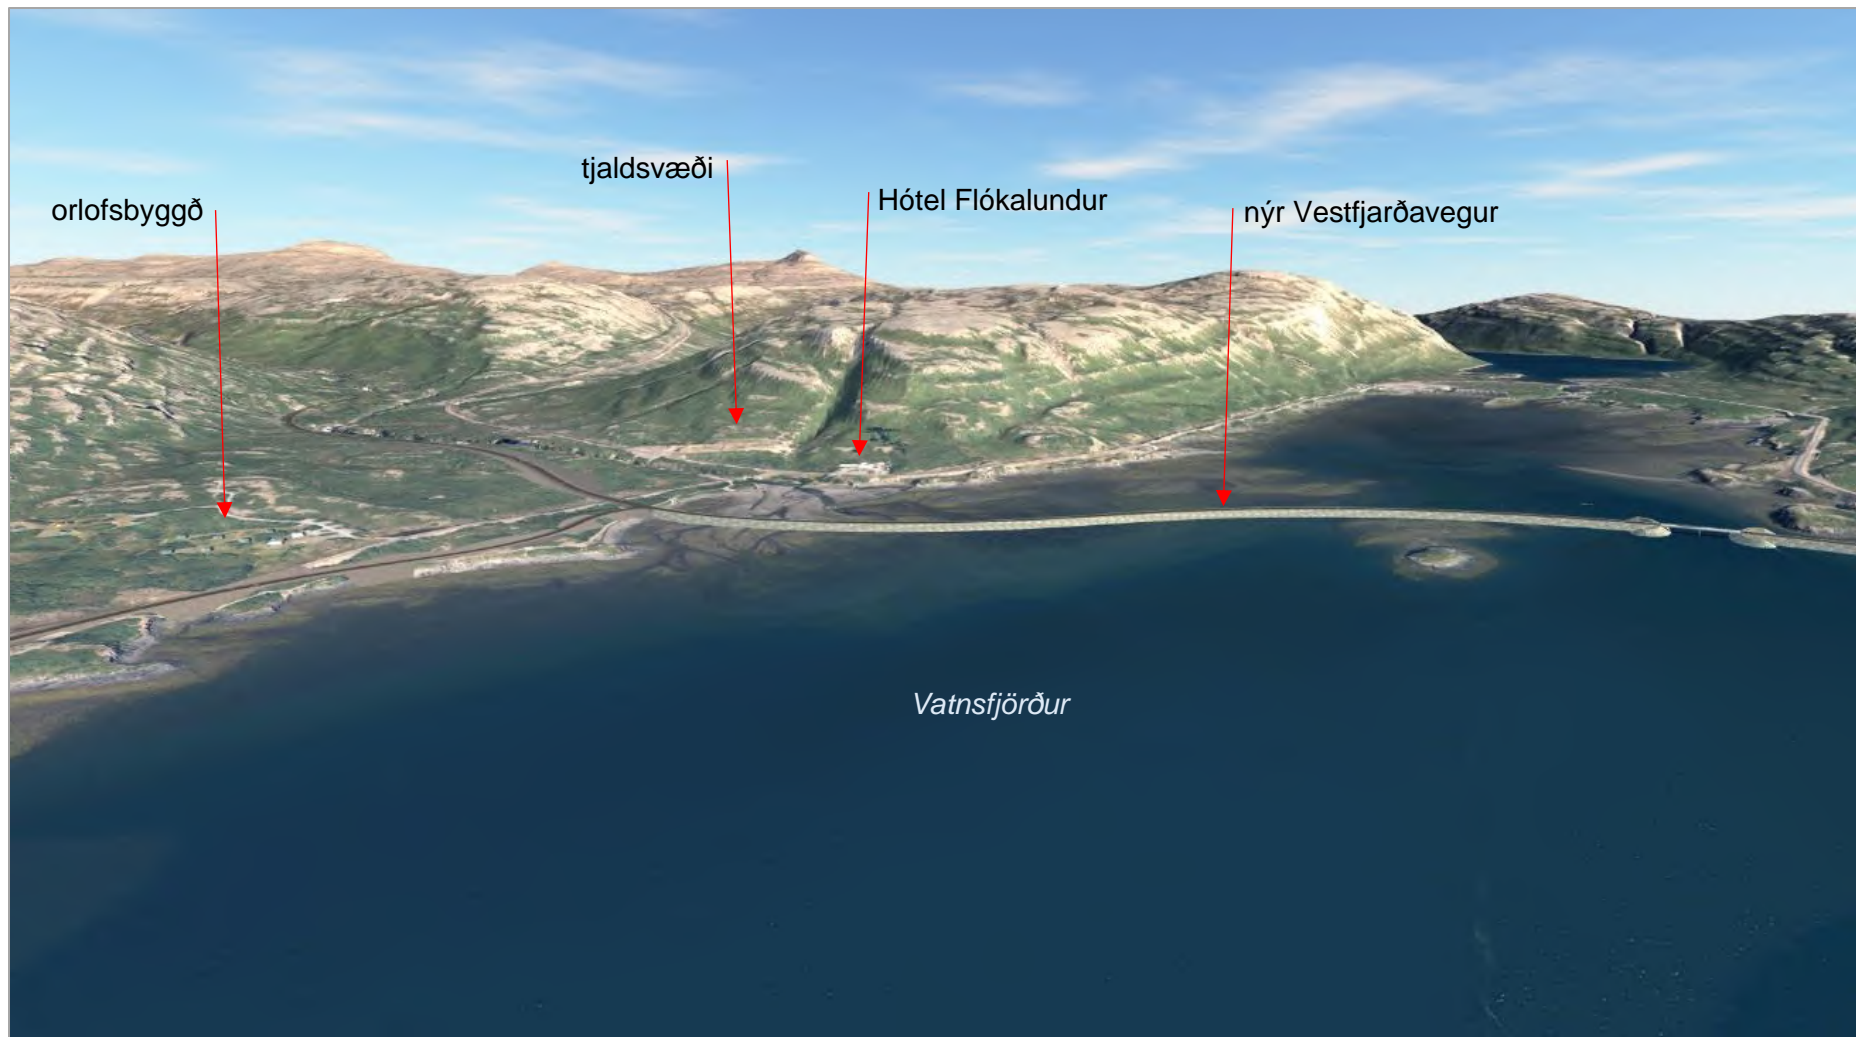 tjaldsvæði
Hótel Flókalundur
orlofsbyggð
nýr Vestfjarðavegur
Vatnsfjörður